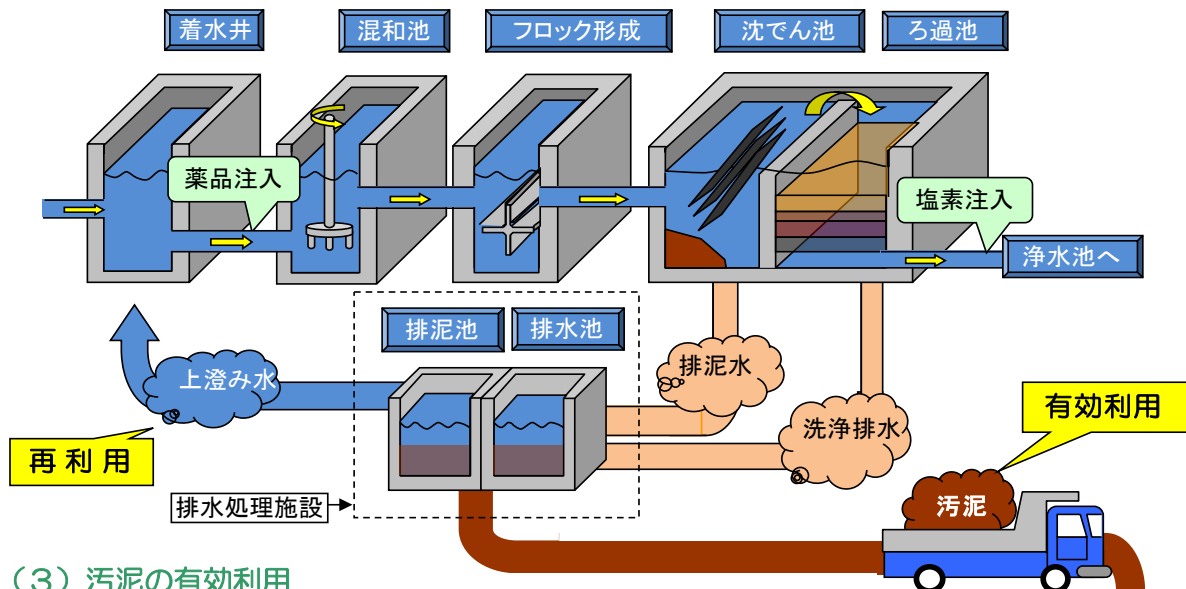 着水井
混和池
フロック形成
沈でん池
ろ過池
薬品注入
塩素注入
浄水池へ
排泥池
排水池
排泥水
上澄み水
洗浄排水
有効利用
再利用
排水処理施設
汚泥
（３）汚泥の有効利用